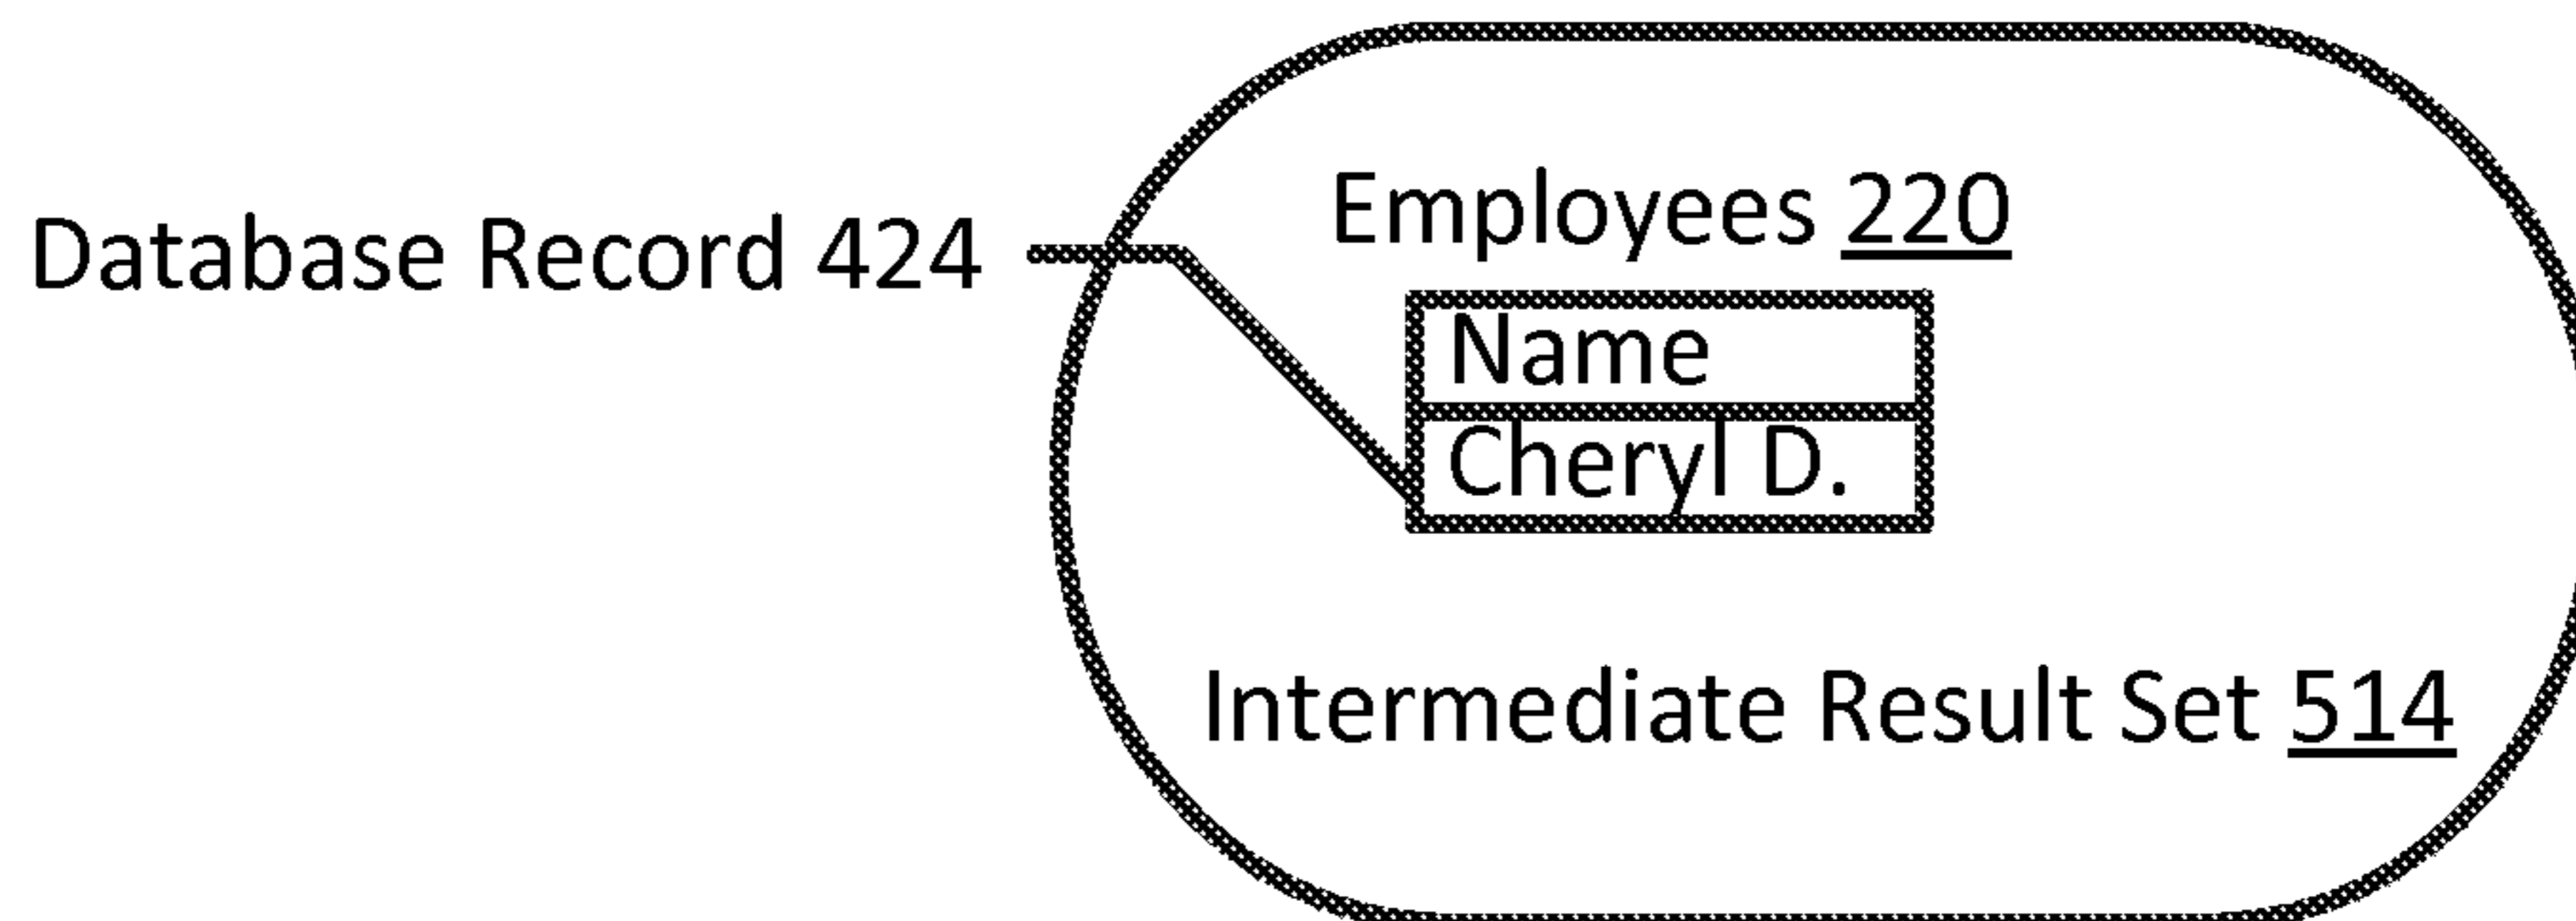 Database Record 424
Employees 220
Name
Cheryl D.
Intermediate Result Set 514